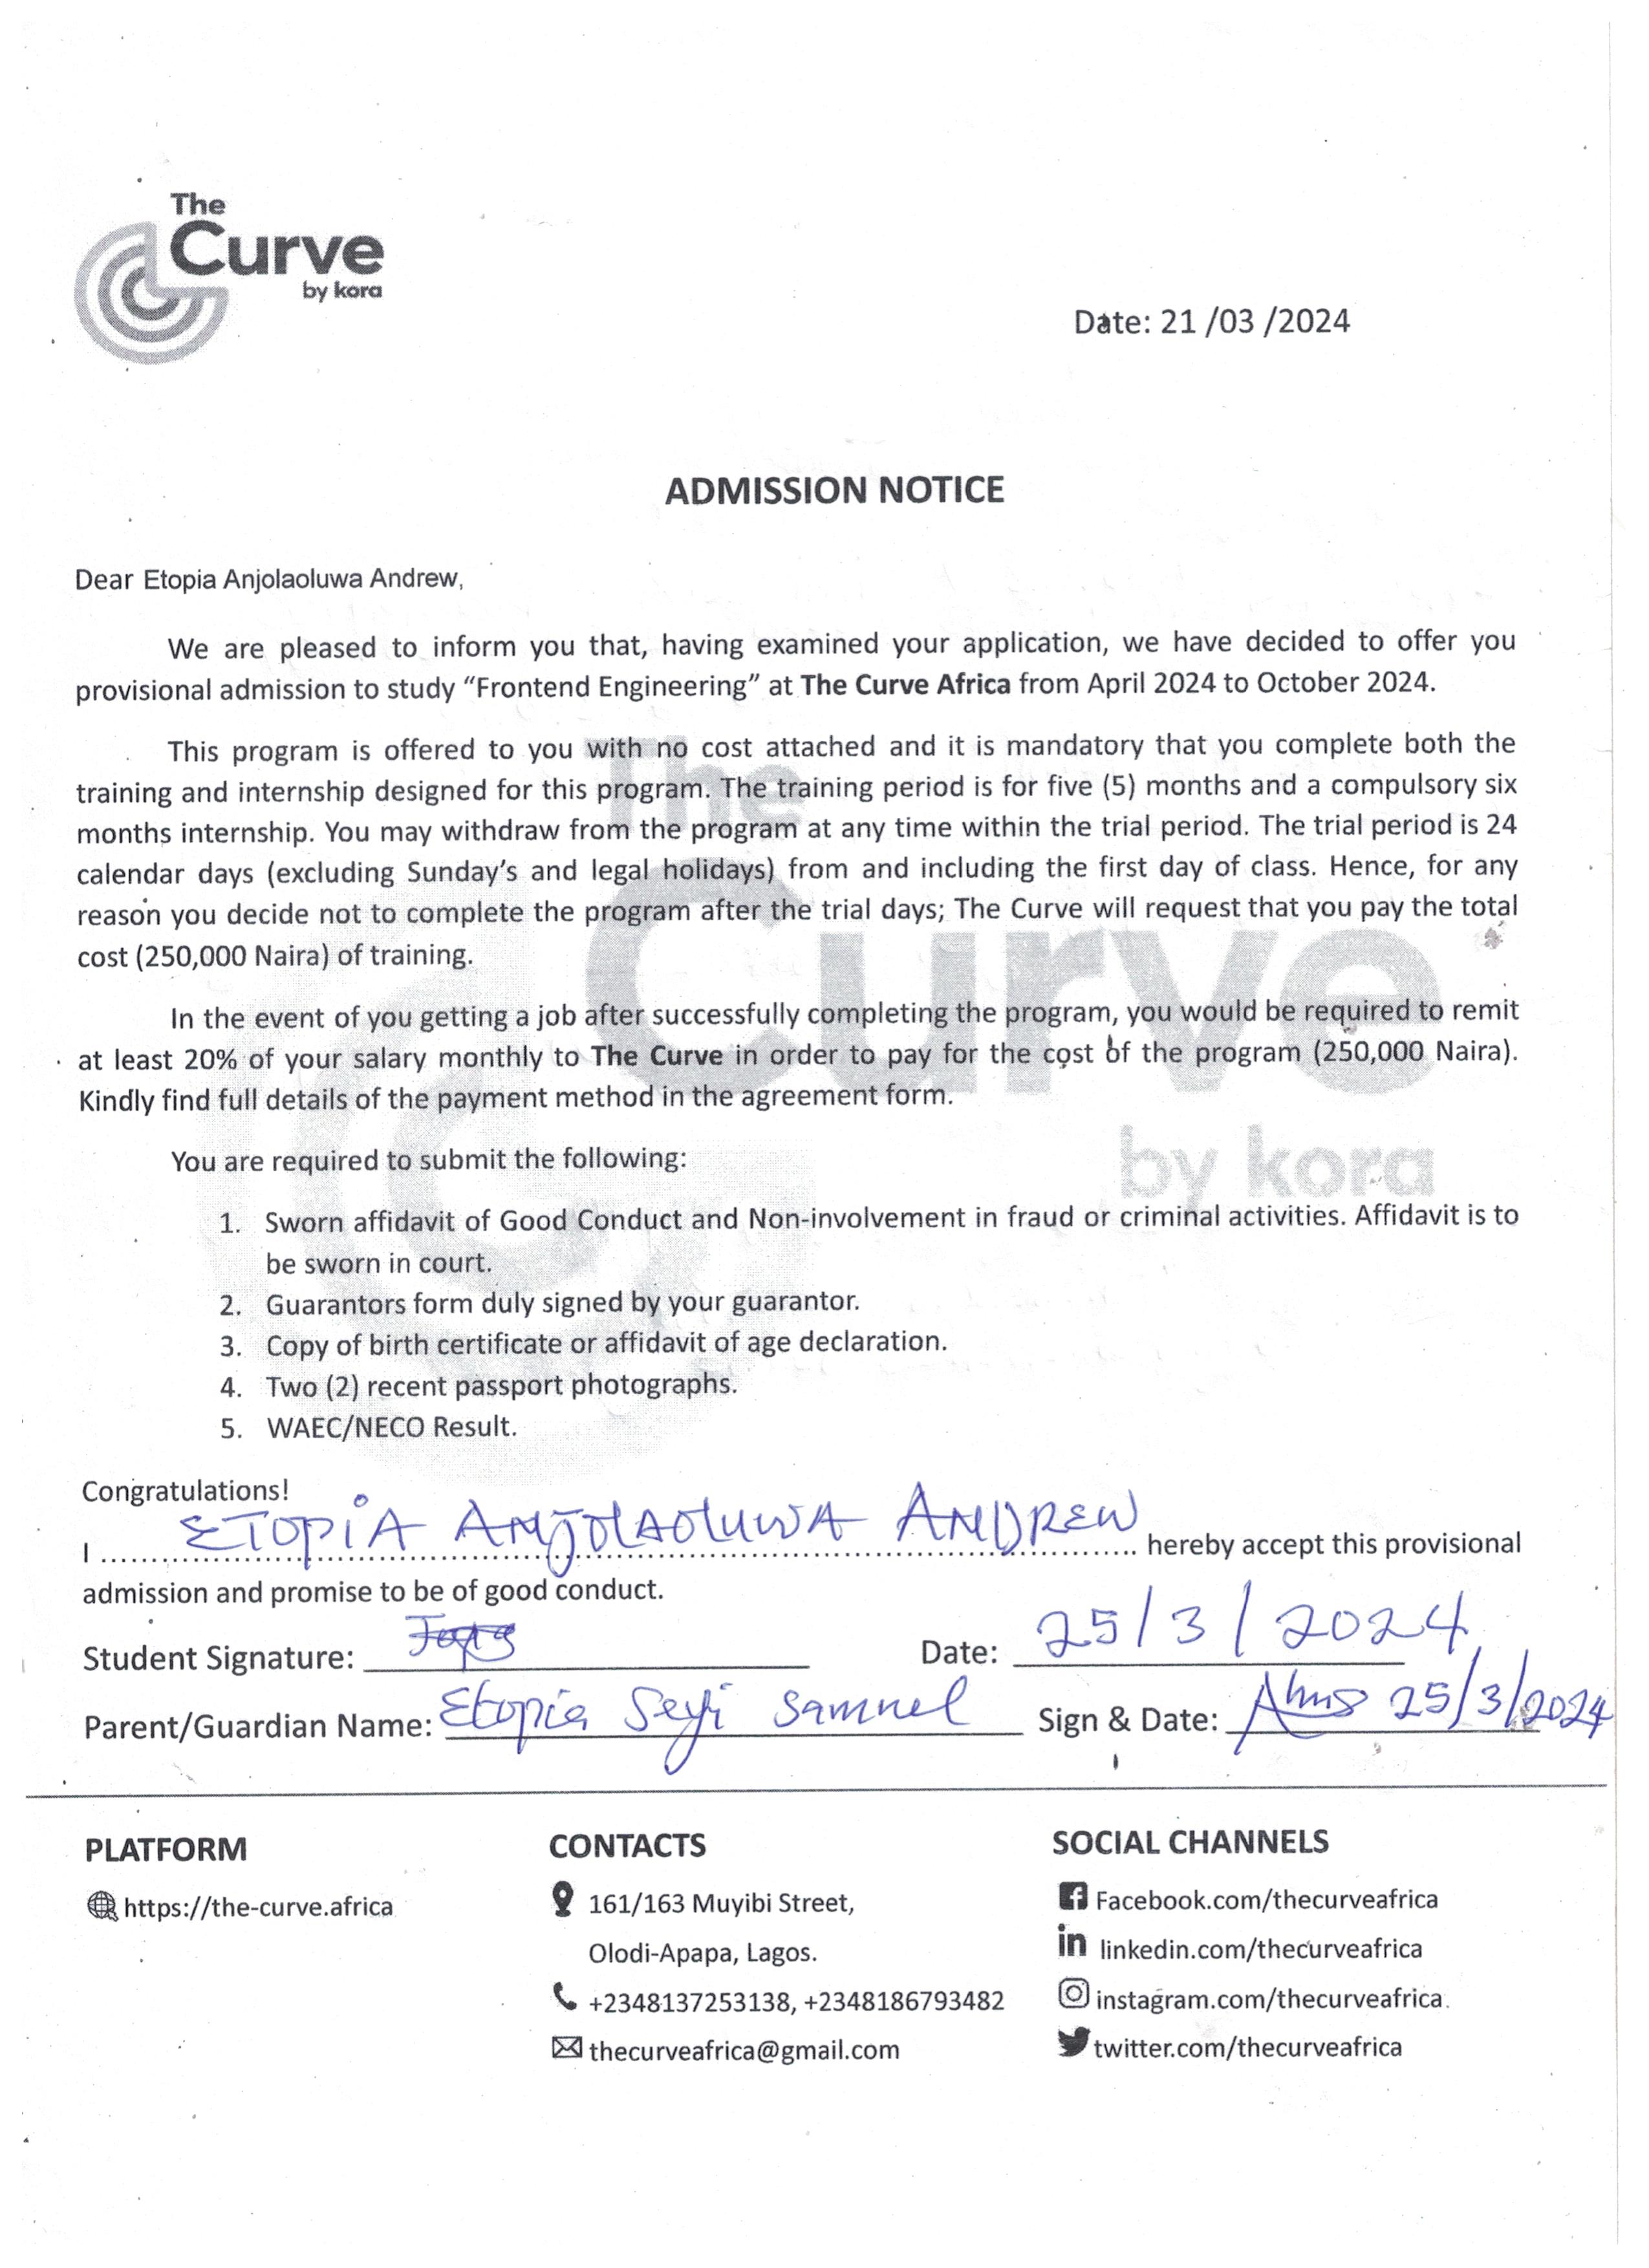 The
Curve
by kora
Date: 21 /03 /2024
ADMISSION NOTICE
Dear Etopia Anjolaoluwa Andrew,
We are pleased to inform you that, having examined your application, we have decided to offer you
provisional admission to study “Frontend Engineering” at The Curve Africa from April 2024 to October 2024.
This program is offered to you with no cost attached and it is mandatory that you complete both the
training and internship designed for this program. The training period is for five (5) months and a compulsory six
months internship. You may withdraw from the program at any time within the trial period. The trial period is 24
calendar days (excluding Sunday’s and legal holidays) from and including the first day of class. Hence, for any
reason you decide not to complete the program after the trial days; The Curve will request that you pay the total
cost (250,000 Naira) of training.
In the event of you getting a job after successfully completing the program, you would be required to remit
at least 20% of your salary monthly to The Curve in order to pay for the cost of the program (250,000 Naira).
Kindly find full details of the payment method in the agreement form.
The
Curve
by kora
You are required to submit the following:
1. Sworn affidavit of Good Conduct and Non-involvement in fraud or criminal activities. Affidavit is to
be sworn in court.
2. Guarantors form duly signed by your guarantor.
3. Copy of birth certificate or affidavit of age declaration.
4. Two (2) recent passport photographs.
5. WAEC/NECO Result.
Congratulations!
I ETOPIA ANJOLAOLUWA ANDREW hereby accept this provisional
admission and promise to be of good conduct.
Student Signature: Date: 25/3/2024
Parent/Guardian Name: Etopia Seyi Samuel Sign & Date: 25/3/2024
PLATFORM
https://the-curve.africa
CONTACTS
161/163 Muyibi Street,
Olodi-Apapa, Lagos.
+2348137253138, +2348186793482
thecurveafrica@gmail.com
SOCIAL CHANNELS
Facebook.com/thecurveafrica
linkedin.com/thecurveafrica
instagram.com/thecurveafrica
twitter.com/thecurveafrica